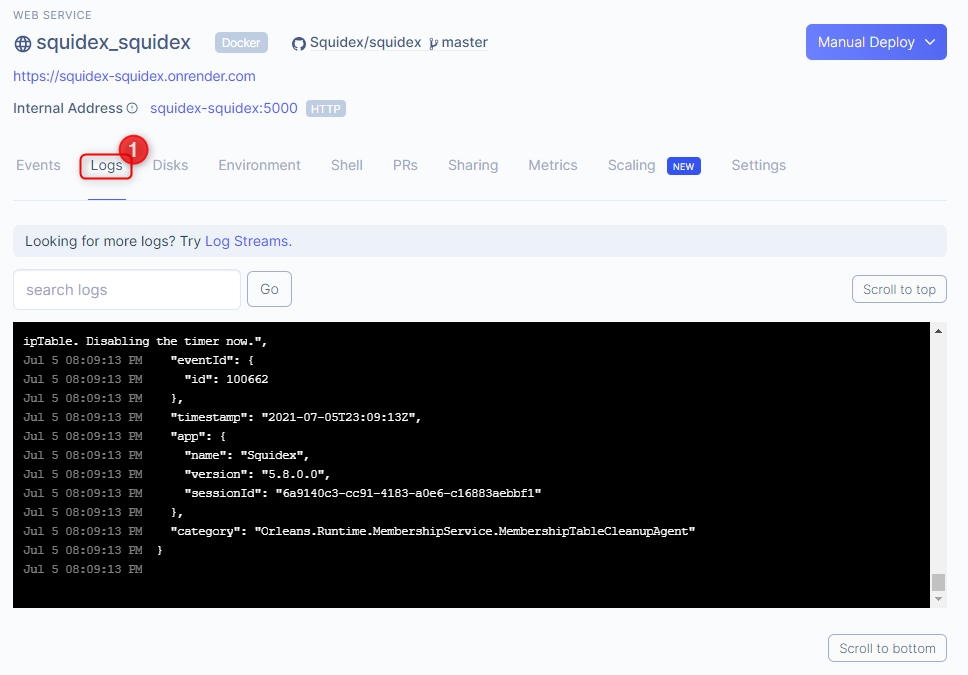 WEB SERVICE
squidex_squidex Docker Squidex/squidex master Manual Deploy
https://squidex-squidex.onrender.com
Internal Address squidex-squidex:5000 HTTP
1
Events Logs Disks Environment Shell PRs Sharing Metrics Scaling NEW Settings
Looking for more logs? Try Log Streams.
search logs Go Scroll to top
ipTable. Disabling the timer now.",
Jul 5 08:09:13 PM "eventId": {
Jul 5 08:09:13 PM "id": 100662
Jul 5 08:09:13 PM },
Jul 5 08:09:13 PM "timestamp": "2021-07-05T23:09:13Z",
Jul 5 08:09:13 PM "app": {
Jul 5 08:09:13 PM "name": "Squidex",
Jul 5 08:09:13 PM "version": "5.8.0.0",
Jul 5 08:09:13 PM "sessionId": "6a9140c3-cc91-4183-a0e6-c16883aebbf1"
Jul 5 08:09:13 PM },
Jul 5 08:09:13 PM "category": "Orleans.Runtime.MembershipService.MembershipTableCleanupAgent"
Jul 5 08:09:13 PM }
Jul 5 08:09:13 PM
Scroll to bottom